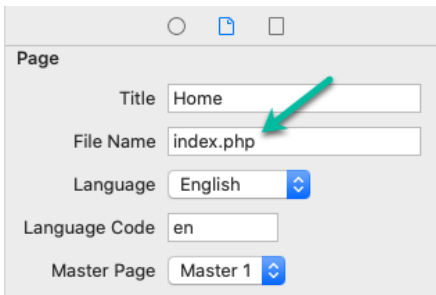 Page
Title Home
File Name index.php
Language English
Language Code en
Master Page Master 1